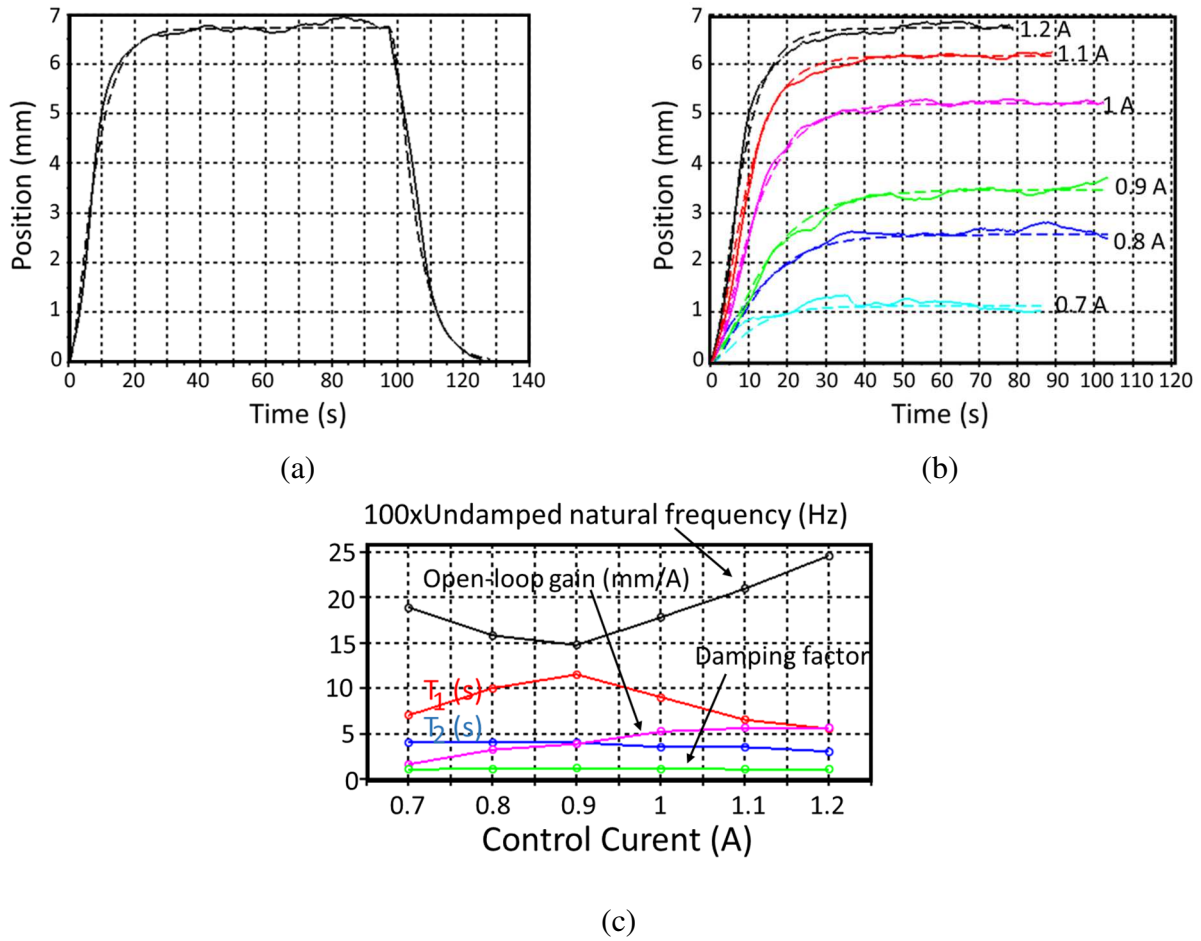 7
6
5
4
3
2
1
0
Position (mm)
0 20 40 60 80 100 120 140
Time (s)
(a)
7
6
5
4
3
2
1
0
Position (mm)
1.2 A
1.1 A
1 A
0.9 A
0.8 A
0.7 A
0 10 20 30 40 50 60 70 80 90 100 110 120
Time (s)
(b)
100xUndamped natural frequency (Hz)
25
20
15
10
5
0
Open-loop gain (mm/A)
Damping factor
T1 (s)
T2 (s)
0.7 0.8 0.9 1 1.1 1.2
Control Curent (A)
(c)